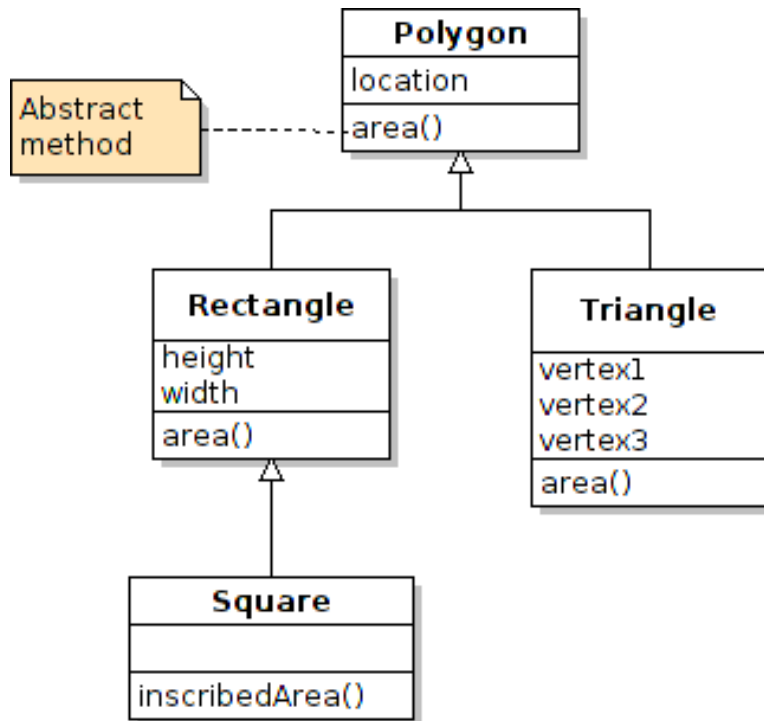 Polygon
location
area()
Abstract
method
Rectangle
height
width
area()
Triangle
vertex1
vertex2
vertex3
area()
Square
inscribedArea()